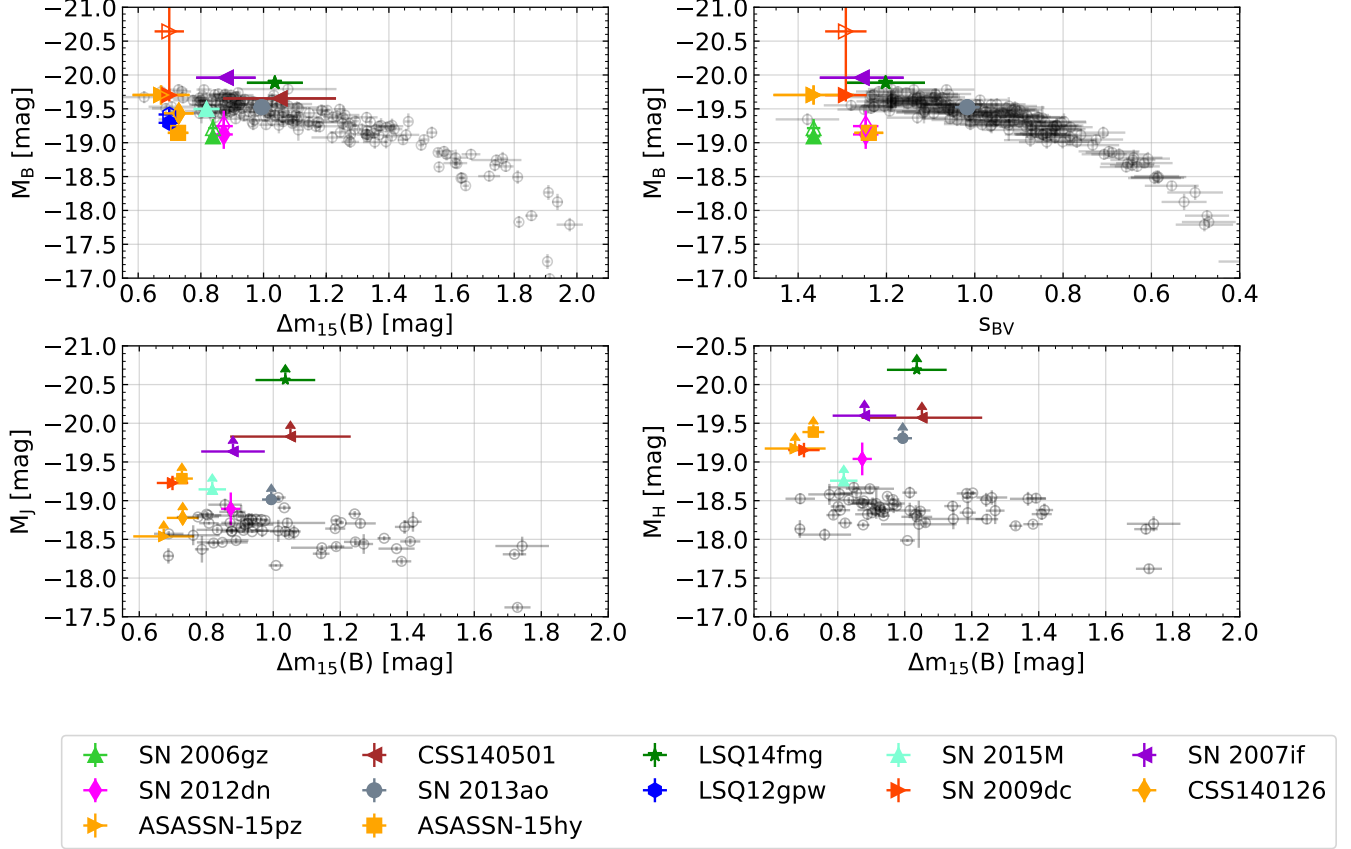 −21.0
−20.5
−20.0
−19.5
−19.0
−18.5
−18.0
−17.5
−17.0
M_B [mag]
0.6 0.8 1.0 1.2 1.4 1.6 1.8 2.0
Δm₁₅(B) [mag]
−21.0
−20.5
−20.0
−19.5
−19.0
−18.5
−18.0
−17.5
−17.0
M_B [mag]
1.4 1.2 1.0 0.8 0.6 0.4
s_BV
−21.0
−20.5
−20.0
−19.5
−19.0
−18.5
−18.0
−17.5
M_J [mag]
0.6 0.8 1.0 1.2 1.4 1.6 1.8 2.0
Δm₁₅(B) [mag]
−20.5
−20.0
−19.5
−19.0
−18.5
−18.0
−17.5
−17.0
M_H [mag]
0.6 0.8 1.0 1.2 1.4 1.6 1.8 2.0
Δm₁₅(B) [mag]
SN 2006gz CSS140501 LSQ14fmg SN 2015M SN 2007if
SN 2012dn SN 2013ao LSQ12gpw SN 2009dc CSS140126
ASASSN-15pz ASASSN-15hy